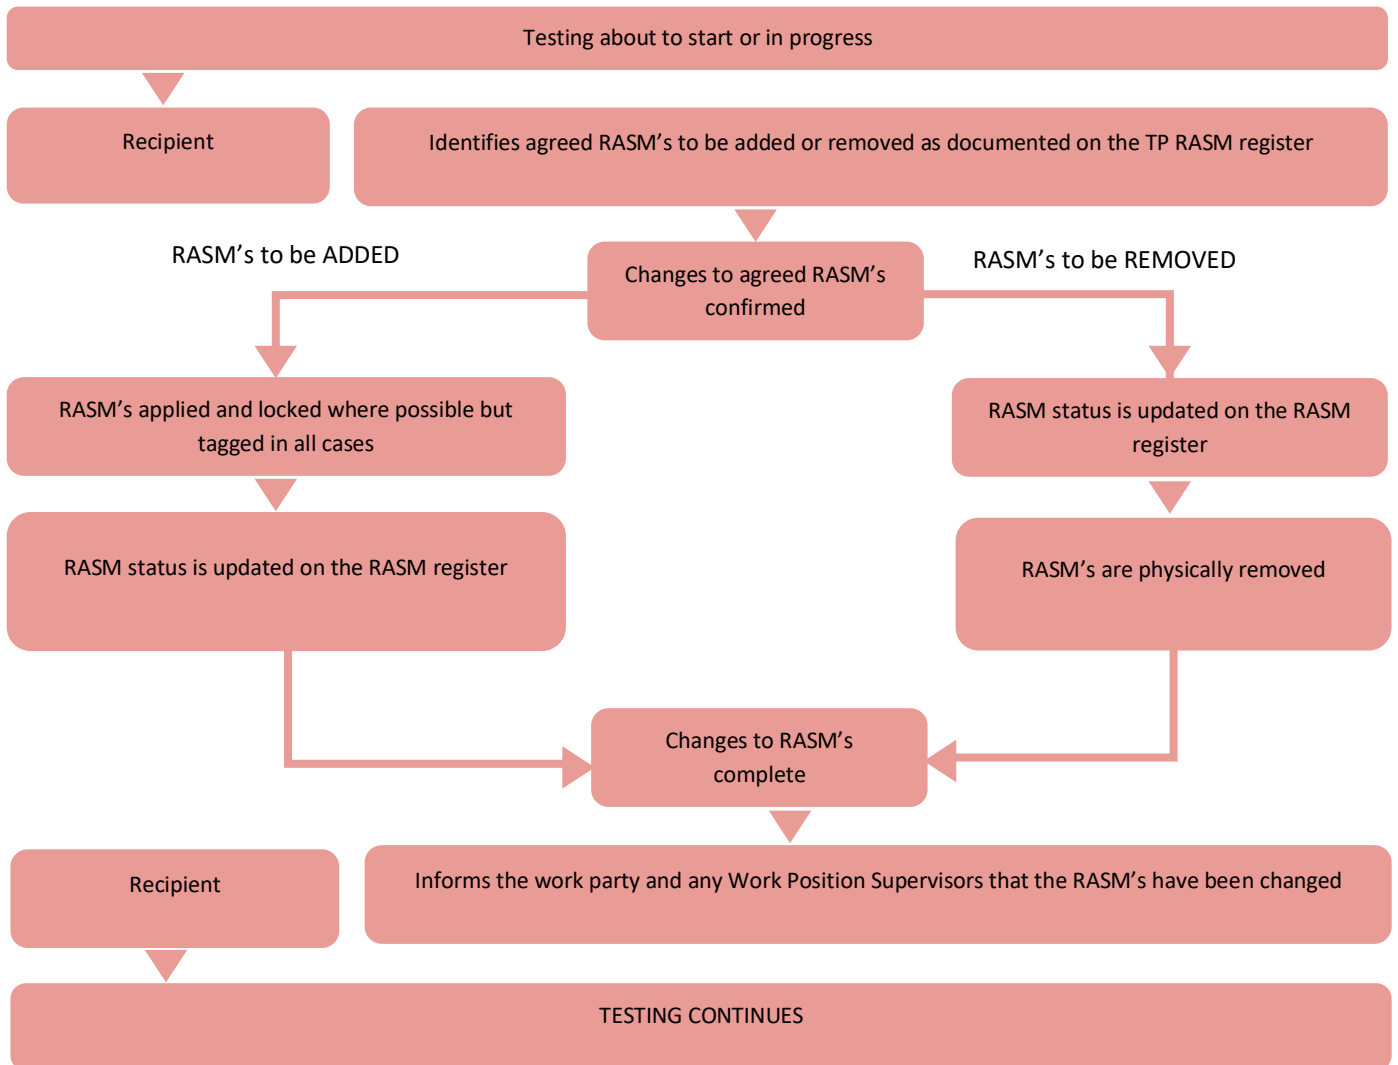 Testing about to start or in progress
Recipient
Identifies agreed RASM’s to be added or removed as documented on the TP RASM register
RASM’s to be ADDED
Changes to agreed RASM’s
confirmed
RASM’s to be REMOVED
RASM’s applied and locked where possible but
tagged in all cases
RASM status is updated on the RASM
register
RASM status is updated on the RASM register
RASM’s are physically removed
Changes to RASM’s
complete
Recipient
Informs the work party and any Work Position Supervisors that the RASM’s have been changed
TESTING CONTINUES